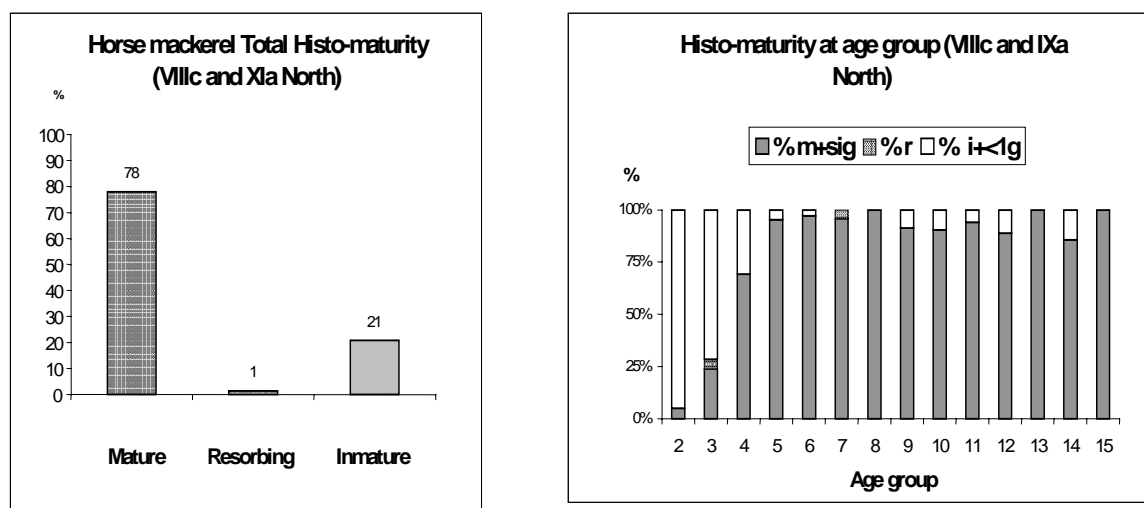 Horse mackerel Total Histo-maturity
(VIIIc and XIa North)
%
100
90
80
70
60
50
40
30
20
10
0
78
1
21
Mature Resorbing Inmature
Histo-maturity at age group (VIIIc and IXa
North)
%m+sig %r % i+<1g
%
100%
75%
50%
25%
0%
2 3 4 5 6 7 8 9 10 11 12 13 14 15
Age group